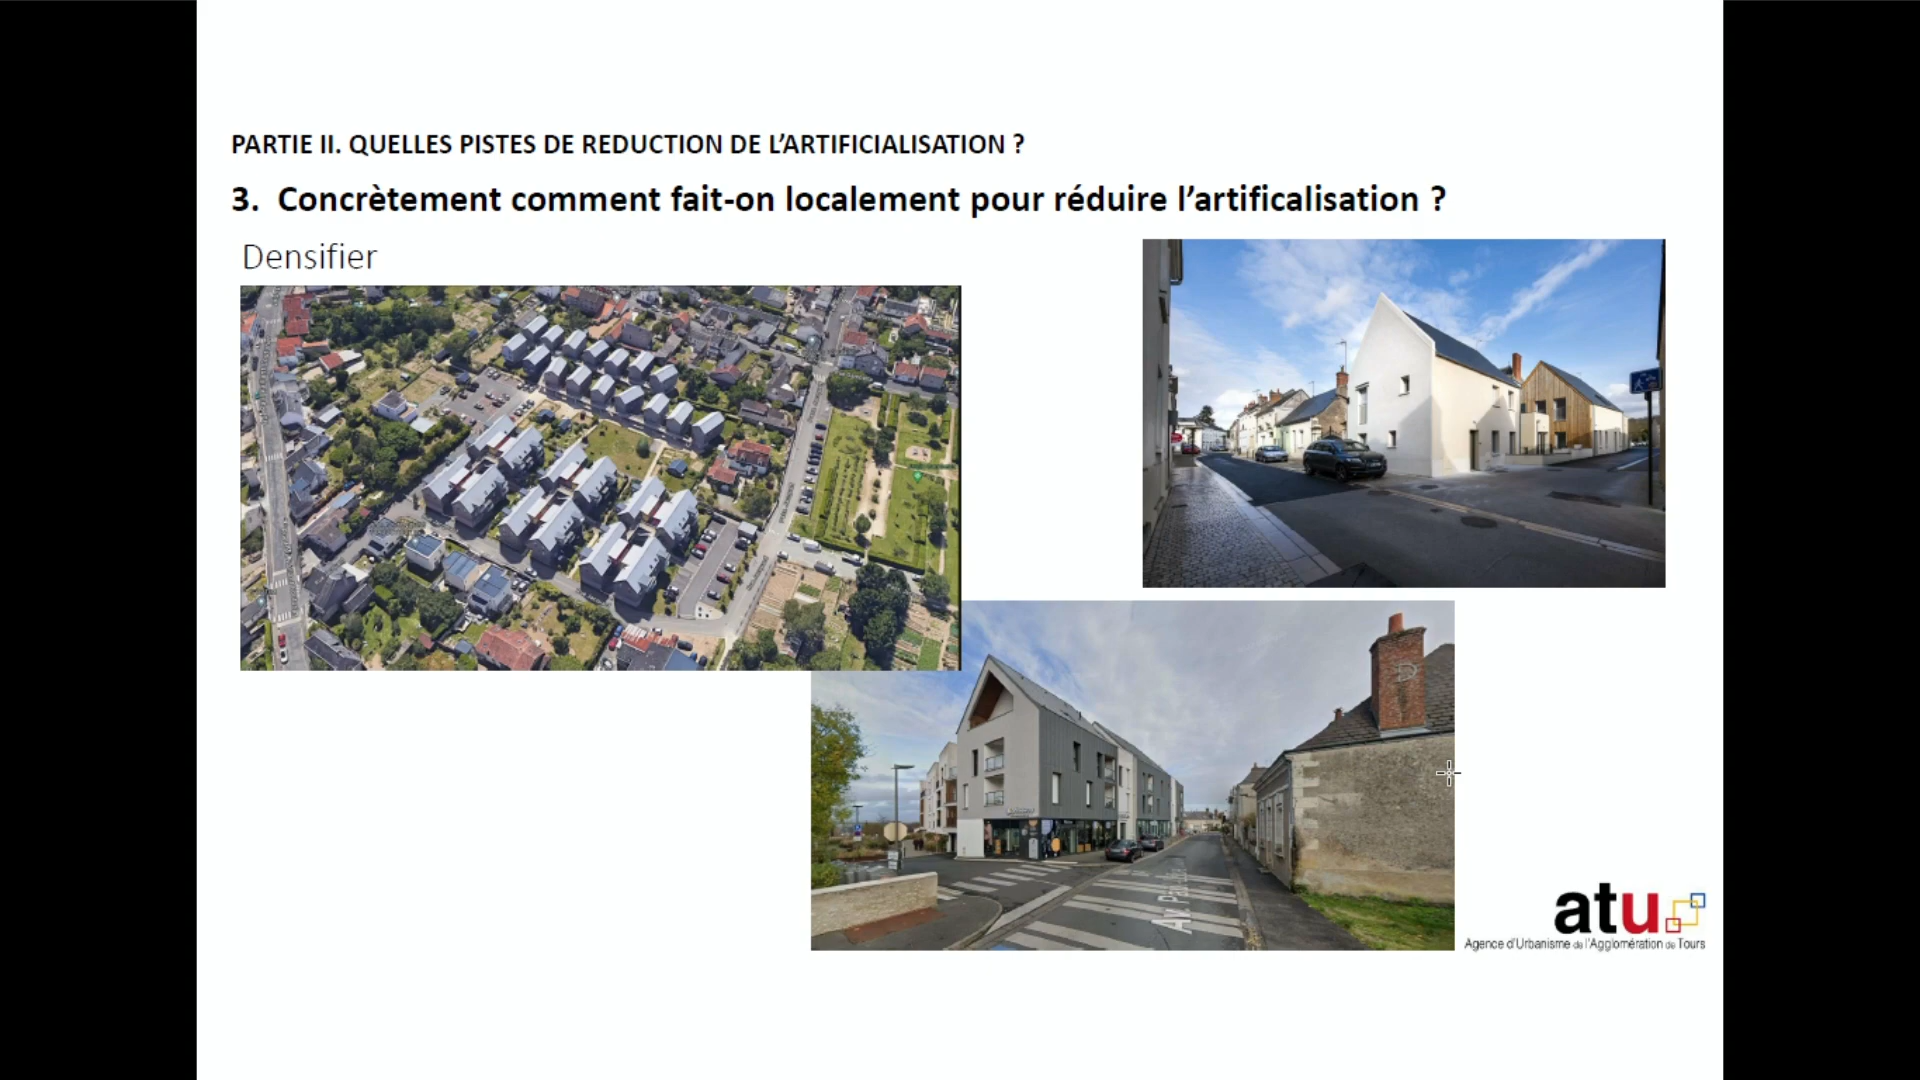 PARTIE II. QUELLES PISTES DE REDUCTION DE L’ARTIFICIALISATION ?
3. Concrètement comment fait-on localement pour réduire l’artificalisation ?
Densifier
atu
Agence d'Urbanisme de l'Agglomération de Tours